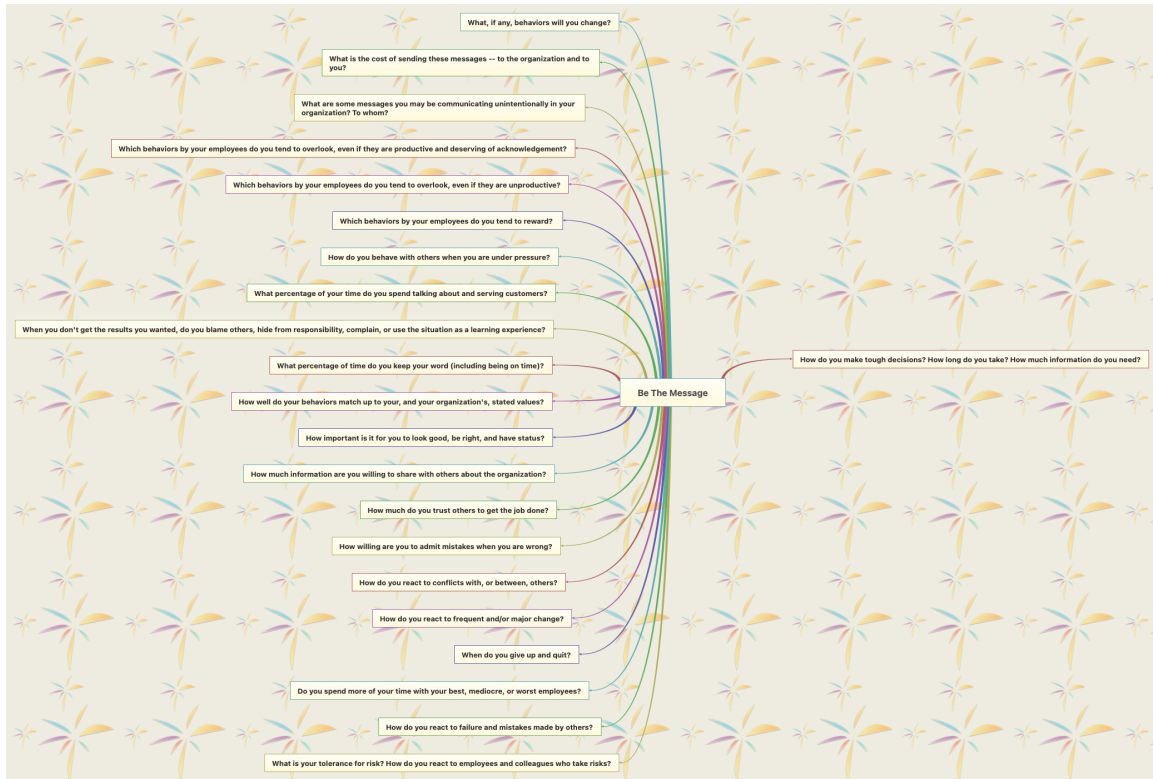 What, if any, behaviors will you change?
What is the cost of sending these messages -- to the organization and to
you?
What are some messages you may be communicating unintentionally in your
organization? To whom?
Which behaviors by your employees do you tend to overlook, even if they are productive and deserving of acknowledgement?
Which behaviors by your employees do you tend to overlook, even if they are unproductive?
Which behaviors by your employees do you tend to reward?
How do you behave with others when you are under pressure?
What percentage of your time do you spend talking about and serving customers?
When you don't get the results you wanted, do you blame others, hide from responsibility, complain, or use the situation as a learning experience?
What percentage of time do you keep your word (including being on time)?
How well do your behaviors match up to your, and your organization's, stated values?
How important is it for you to look good, be right, and have status?
How much information are you willing to share with others about the organization?
How much do you trust others to get the job done?
How willing are you to admit mistakes when you are wrong?
How do you react to conflicts with, or between, others?
How do you react to frequent and/or major change?
When do you give up and quit?
Do you spend more of your time with your best, mediocre, or worst employees?
How do you react to failure and mistakes made by others?
What is your tolerance for risk? How do you react to employees and colleagues who take risks?
Be The Message
How do you make tough decisions? How long do you take? How much information do you need?